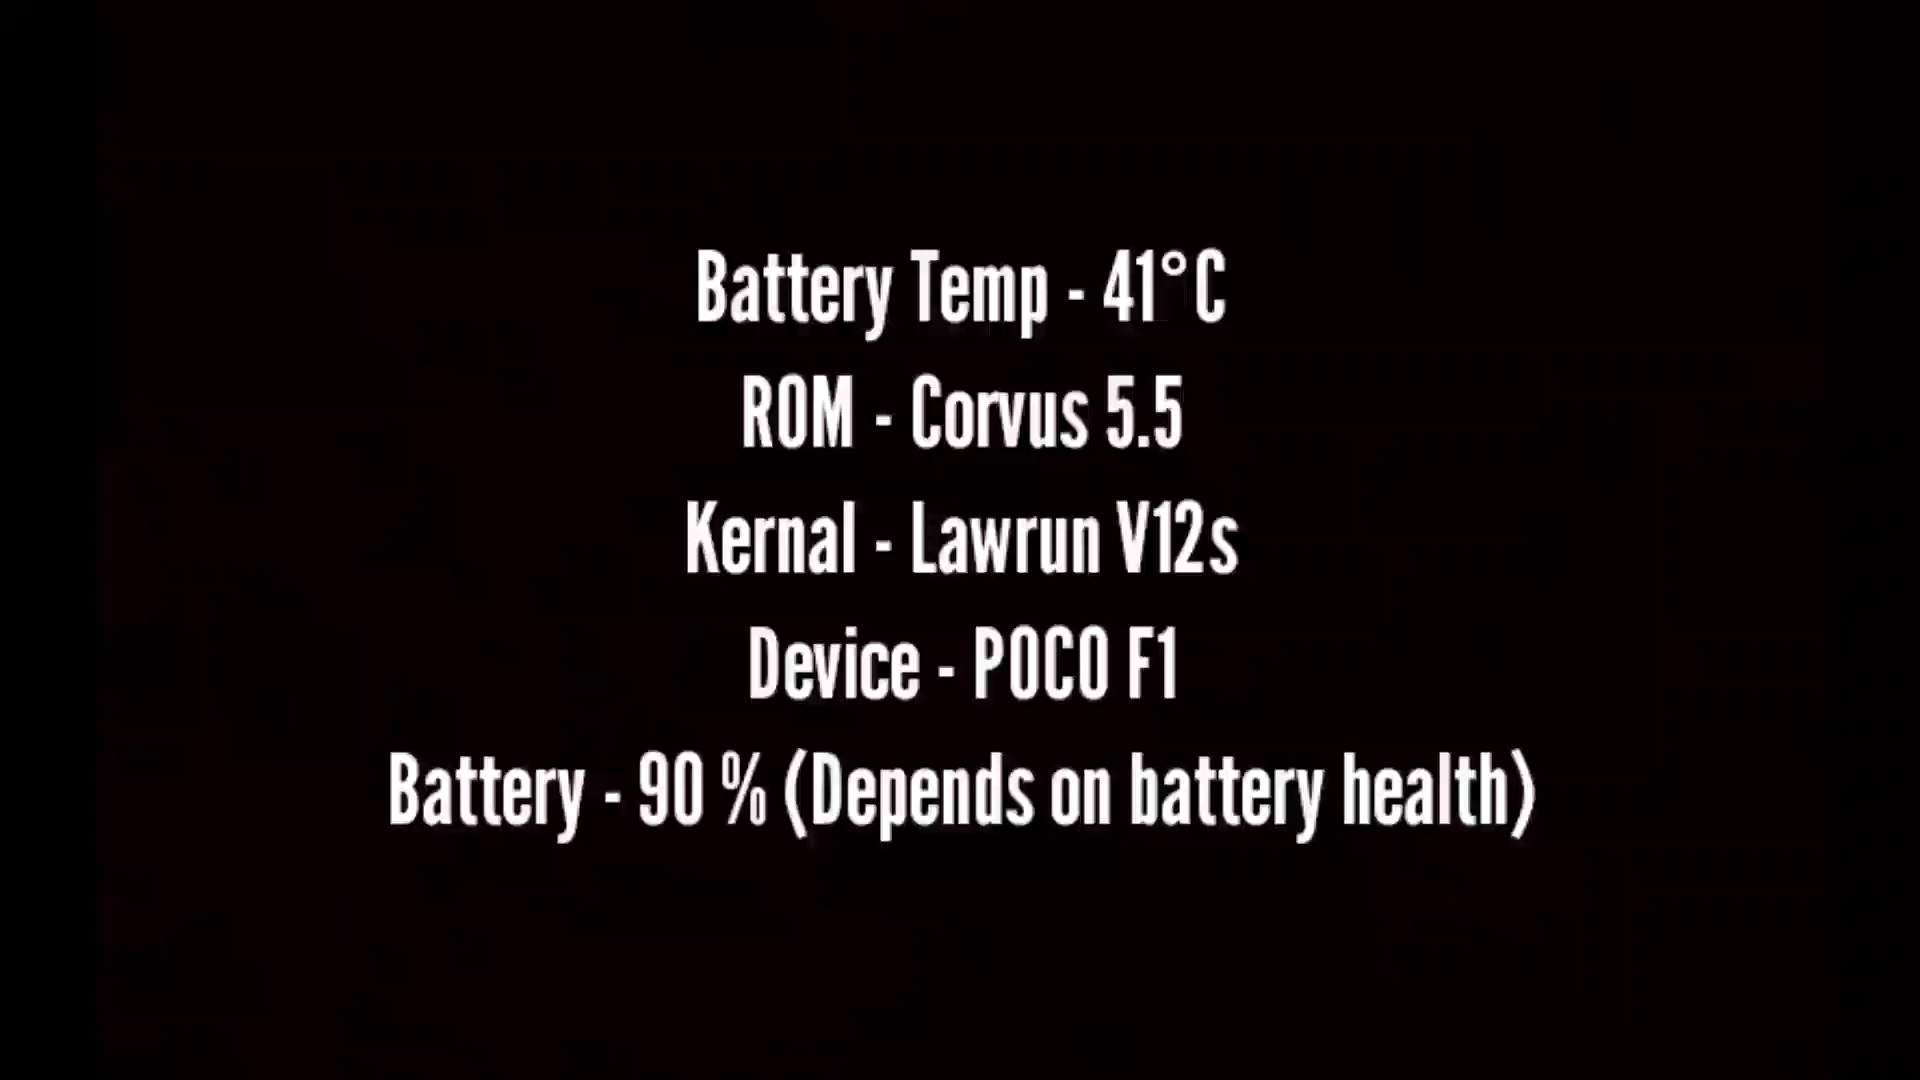 Battery Temp - 41°C
ROM - Corvus 5.5
Kernal - Lawrun V12s
Device - POCO F1
Battery - 90 % (Depends on battery health)